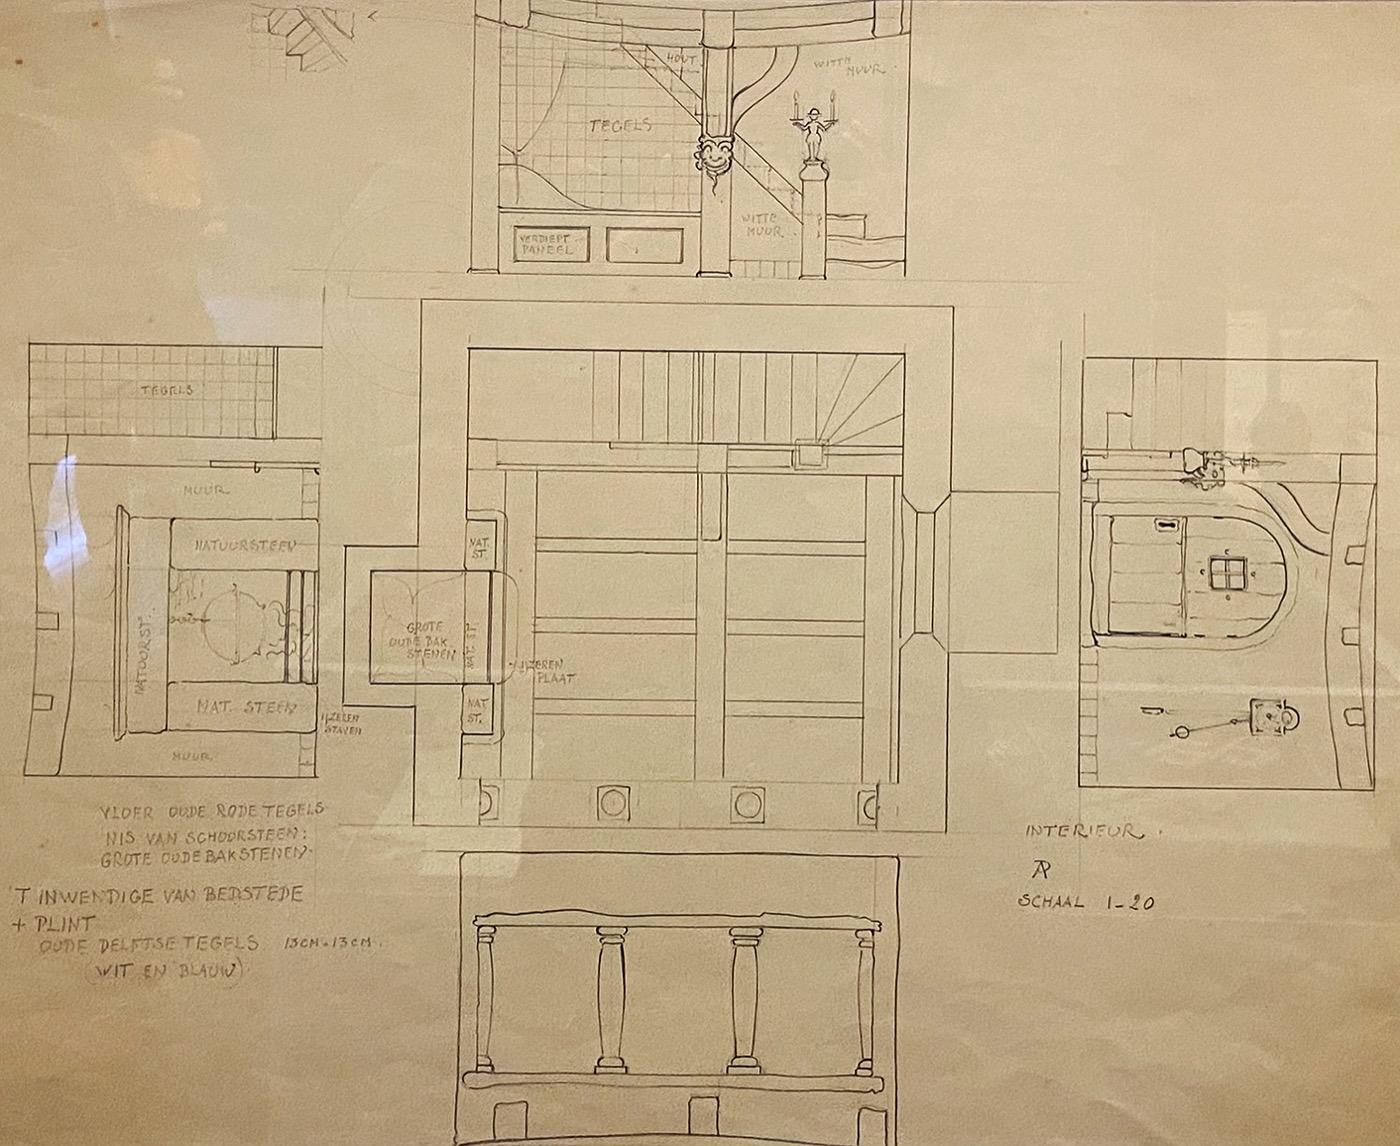 HOUT
WITTE
MUUR.
TEGELS
WITTE
MUUR.
VERDIEPT
PANEEL
TEGELS
MUUR
NATUURSTEEN
NATUURST.
NAT. STEEN
MUUR
NAT.
ST.
GROTE
OUDE BAK
STENEN
IJZEREN
PLAAT
NAT
ST.
IJZEREN
STAVEN
VLOER OUDE RODE TEGELS
NIS VAN SCHOORSTEEN:
GROTE OUDE BAKSTENEN.
'T INWENDIGE VAN BEDSTEDE
+ PLINT
OUDE DELFTSE TEGELS 13CM.13CM.
(WIT EN BLAUW).
INTERIEUR.
SCHAAL 1-20